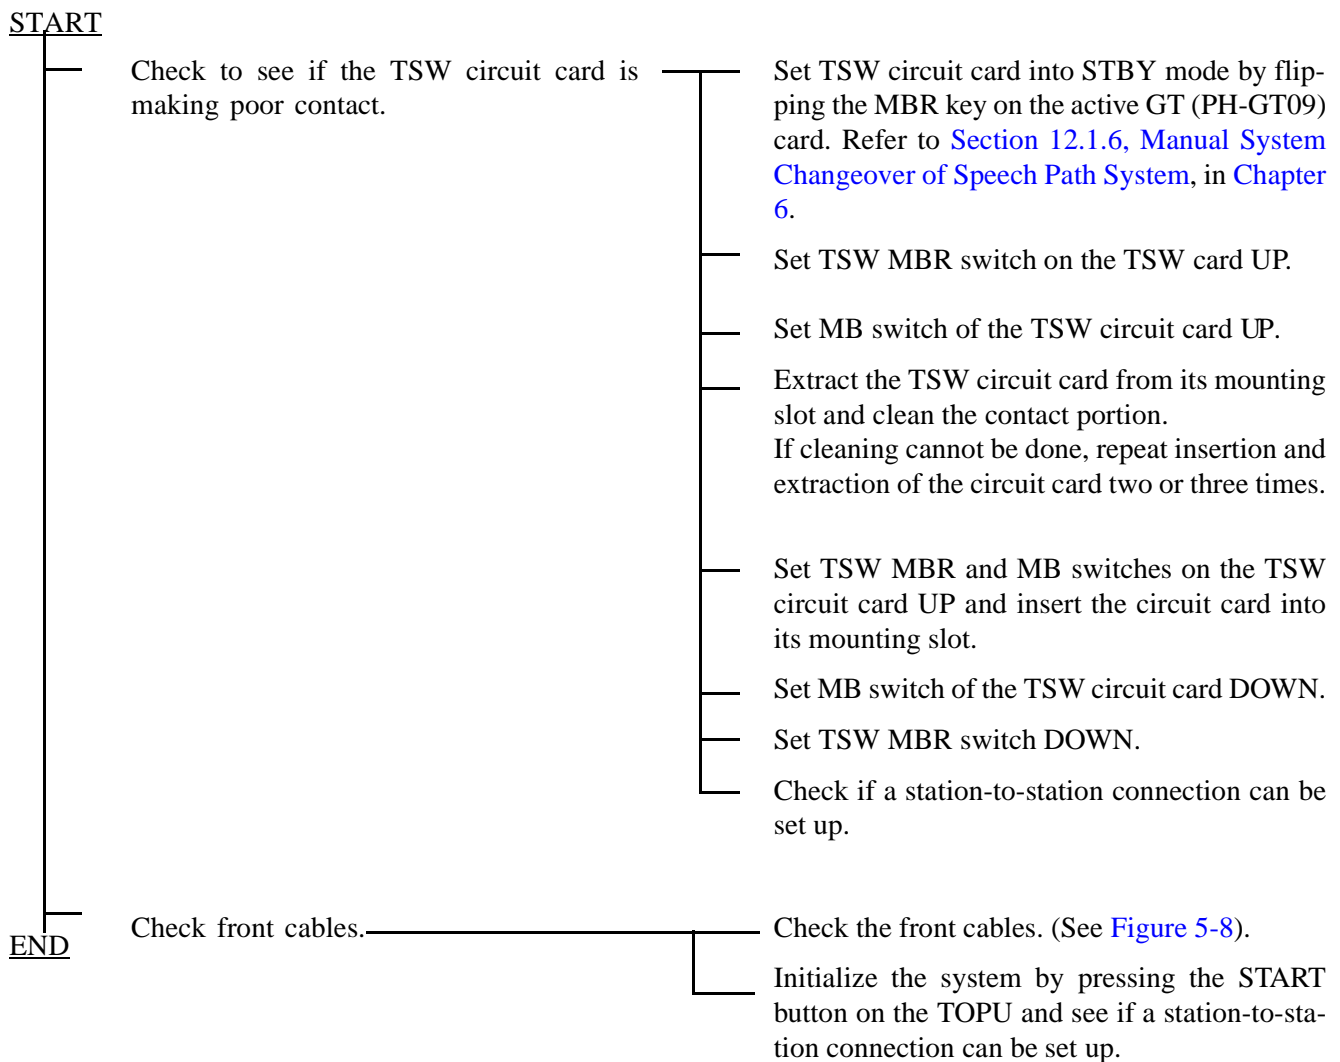 START
Check to see if the TSW circuit card is
making poor contact.
Set TSW circuit card into STBY mode by flip-
ping the MBR key on the active GT (PH-GT09)
card. Refer to Section 12.1.6, Manual System
Changeover of Speech Path System, in Chapter
6.
Set TSW MBR switch on the TSW card UP.
Set MB switch of the TSW circuit card UP.
Extract the TSW circuit card from its mounting
slot and clean the contact portion.
If cleaning cannot be done, repeat insertion and
extraction of the circuit card two or three times.
Set TSW MBR and MB switches on the TSW
circuit card UP and insert the circuit card into
its mounting slot.
Set MB switch of the TSW circuit card DOWN.
Set TSW MBR switch DOWN.
Check if a station-to-station connection can be
set up.
Check front cables.
Check the front cables. (See Figure 5-8).
Initialize the system by pressing the START
button on the TOPU and see if a station-to-sta-
tion connection can be set up.
END